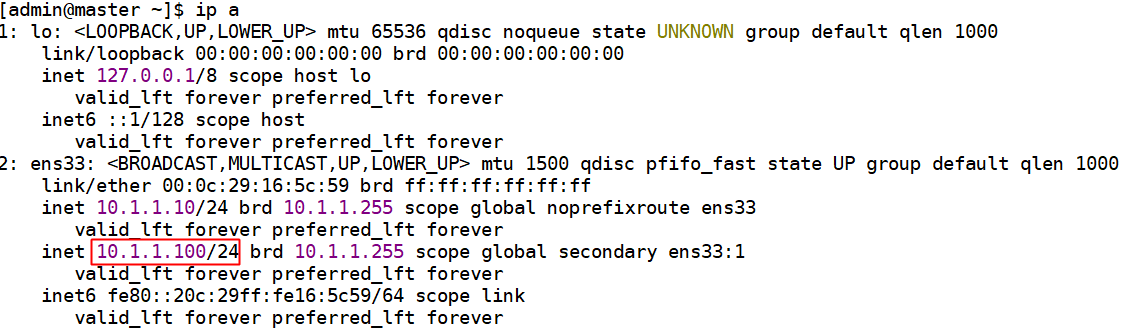 [admin@master ~]$ ip a
1: lo: <LOOPBACK,UP,LOWER_UP> mtu 65536 qdisc noqueue state UNKNOWN group default qlen 1000
    link/loopback 00:00:00:00:00:00 brd 00:00:00:00:00:00
    inet 127.0.0.1/8 scope host lo
       valid_lft forever preferred_lft forever
    inet6 ::1/128 scope host
       valid_lft forever preferred_lft forever
2: ens33: <BROADCAST,MULTICAST,UP,LOWER_UP> mtu 1500 qdisc pfifo_fast state UP group default qlen 1000
    link/ether 00:0c:29:16:5c:59 brd ff:ff:ff:ff:ff:ff
    inet 10.1.1.10/24 brd 10.1.1.255 scope global noprefixroute ens33
       valid_lft forever preferred_lft forever
    inet 10.1.1.100/24 brd 10.1.1.255 scope global secondary ens33:1
       valid_lft forever preferred_lft forever
    inet6 fe80::20c:29ff:fe16:5c59/64 scope link
       valid_lft forever preferred_lft forever